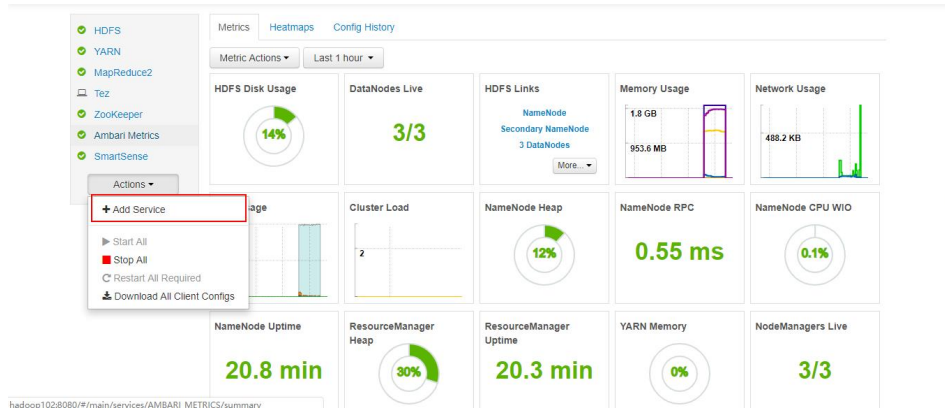 HDFS
YARN
MapReduce2
Tez
ZooKeeper
Ambari Metrics
SmartSense
Actions
+ Add Service
Start All
Stop All
Restart All Required
Download All Client Configs
Metrics Heatmaps Config History
Metric Actions Last 1 hour
HDFS Disk Usage
14%
DataNodes Live
3/3
HDFS Links
NameNode
Secondary NameNode
3 DataNodes
More...
Memory Usage
1.8 GB
953.6 MB
Network Usage
488.2 KB
age
Cluster Load
2
NameNode Heap
12%
NameNode RPC
0.55 ms
NameNode CPU WIO
0.1%
NameNode Uptime
20.8 min
ResourceManager
Heap
30%
ResourceManager
Uptime
20.3 min
YARN Memory
0%
NodeManagers Live
3/3
hadoop102:8080/#/main/services/AMBARI_METRICS/summary